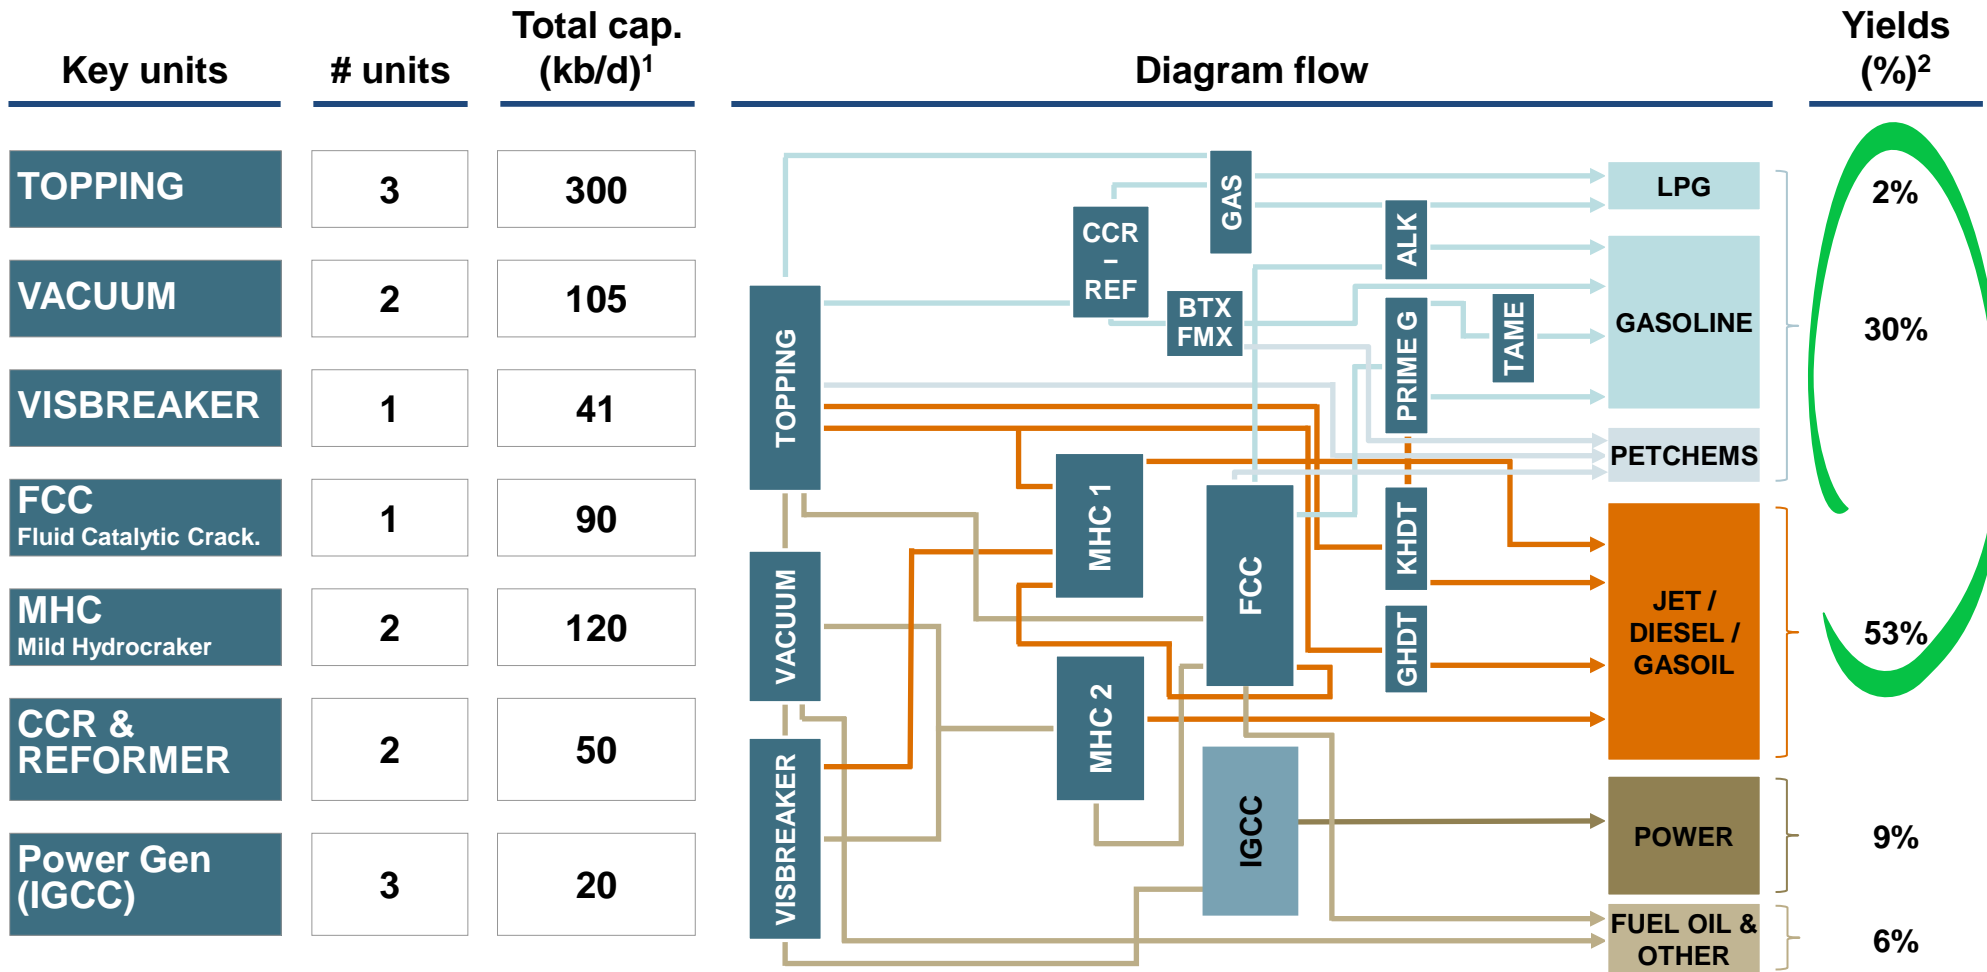 Key units
# units
Total cap.
(kb/d)¹
Diagram flow
Yields
(%)²
TOPPING
3
300
VACUUM
2
105
VISBREAKER
1
41
FCC
Fluid Catalytic Crack.
1
90
MHC
Mild Hydrocraker
2
120
CCR &
REFORMER
2
50
Power Gen
(IGCC)
3
20
TOPPING
VACUUM
VISBREAKER
CCR
–
REF
GAS
BTX
FMX
MHC 1
MHC 2
FCC
IGCC
ALK
PRIME G
TAME
KHDT
GHDT
LPG
GASOLINE
PETCHEMS
JET /
DIESEL /
GASOIL
POWER
FUEL OIL &
OTHER
2%
30%
53%
9%
6%